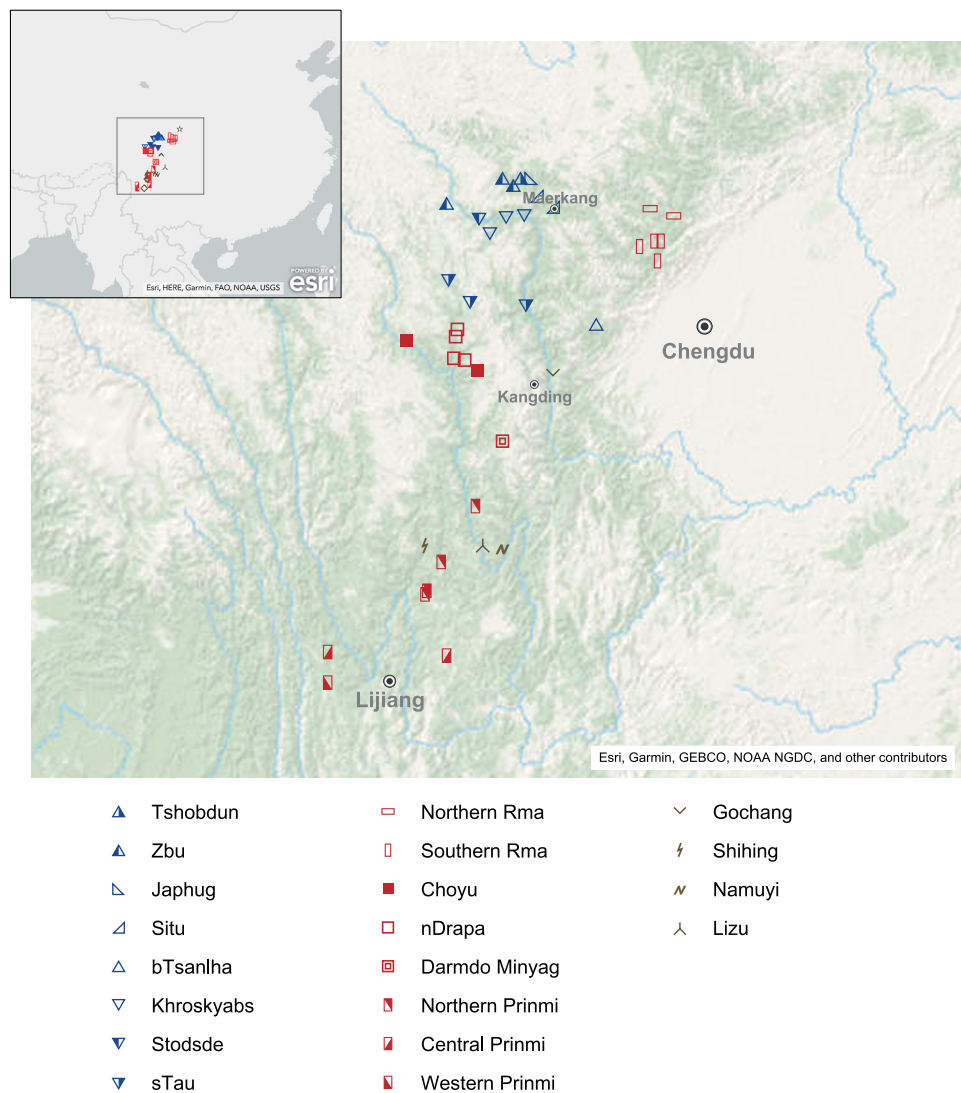 POWERED BY
esri
Esri, HERE, Garmin, FAO, NOAA, USGS
Maerkang
Chengdu
Kangding
Lijiang
Esri, Garmin, GEBCO, NOAA NGDC, and other contributors
Tshobdun
Zbu
Japhug
Situ
bTsanlha
Khroskyabs
Stodsde
sTau
Northern Rma
Southern Rma
Choyu
nDrapa
Darmdo Minyag
Northern Prinmi
Central Prinmi
Western Prinmi
Gochang
Shihing
Namuyi
Lizu